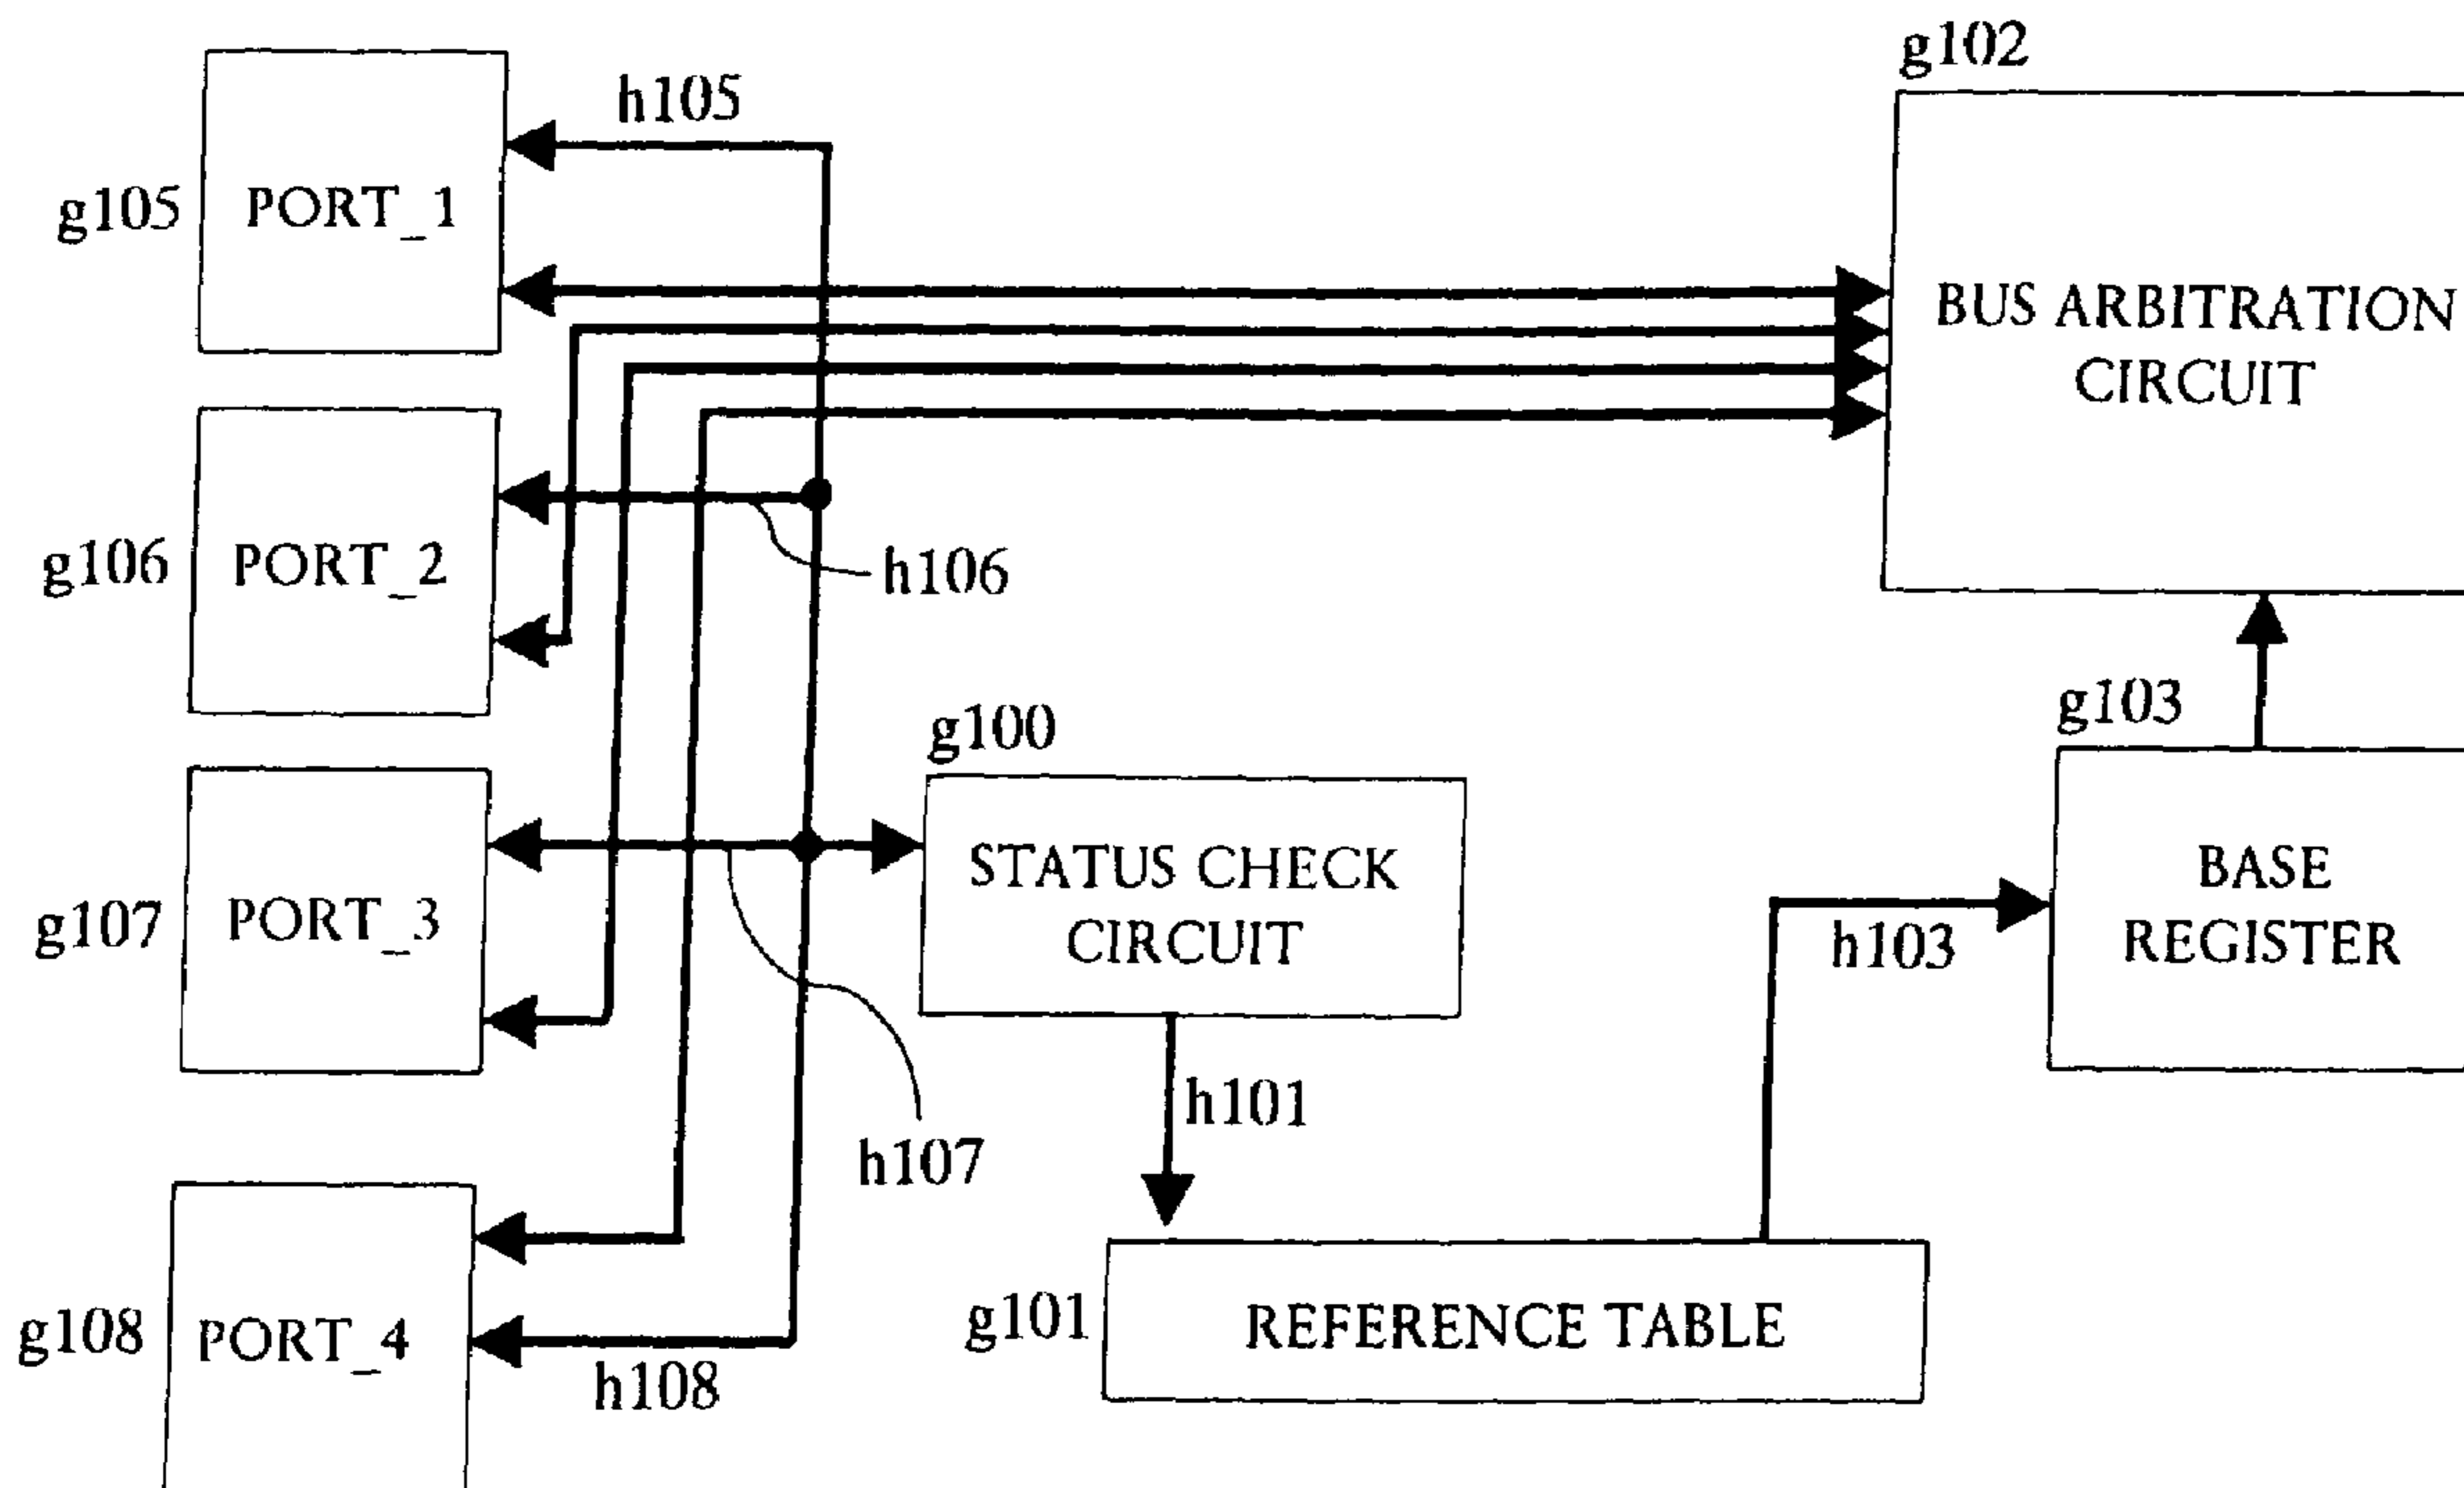 g102
h105
g105
PORT_1
BUS ARBITRATION
CIRCUIT
g106
PORT_2
h106
g103
g100
BASE
REGISTER
STATUS CHECK
CIRCUIT
g107
PORT_3
h103
h101
h107
g108
PORT_4
h108
g101
REFERENCE TABLE